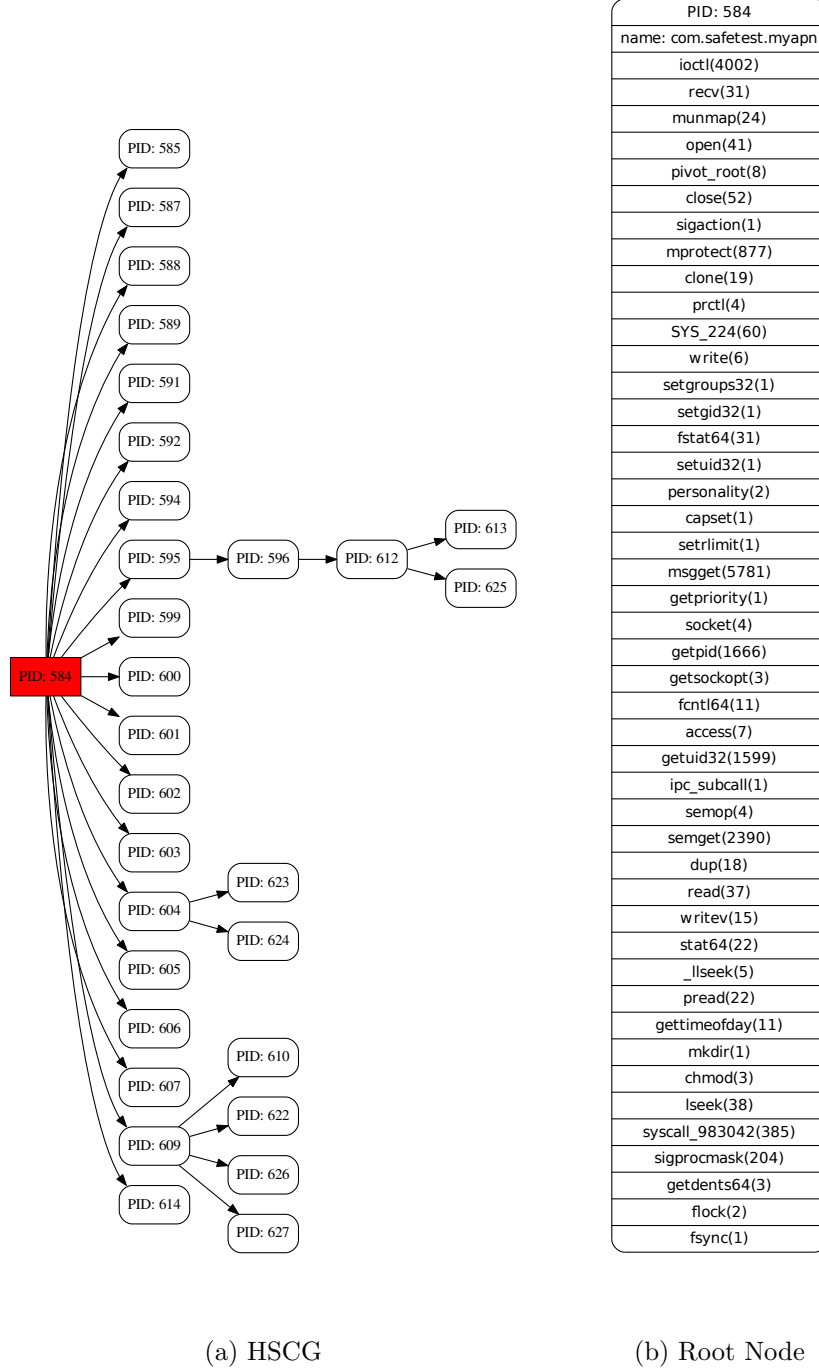 PID: 584
PID: 585
PID: 587
PID: 588
PID: 589
PID: 591
PID: 592
PID: 594
PID: 595
PID: 596
PID: 612
PID: 613
PID: 625
PID: 599
PID: 600
PID: 601
PID: 602
PID: 603
PID: 604
PID: 623
PID: 624
PID: 605
PID: 606
PID: 607
PID: 609
PID: 610
PID: 622
PID: 626
PID: 627
PID: 614
(a) HSCG
PID: 584
name: com.safetest.myapn
ioctl(4002)
recv(31)
munmap(24)
open(41)
pivot_root(8)
close(52)
sigaction(1)
mprotect(877)
clone(19)
prctl(4)
SYS_224(60)
write(6)
setgroups32(1)
setgid32(1)
fstat64(31)
setuid32(1)
personality(2)
capset(1)
setrlimit(1)
msgget(5781)
getpriority(1)
socket(4)
getpid(1666)
getsockopt(3)
fcntl64(11)
access(7)
getuid32(1599)
ipc_subcall(1)
semop(4)
semget(2390)
dup(18)
read(37)
writev(15)
stat64(22)
_llseek(5)
pread(22)
gettimeofday(11)
mkdir(1)
chmod(3)
lseek(38)
syscall_983042(385)
sigprocmask(204)
getdents64(3)
flock(2)
fsync(1)
(b) Root Node